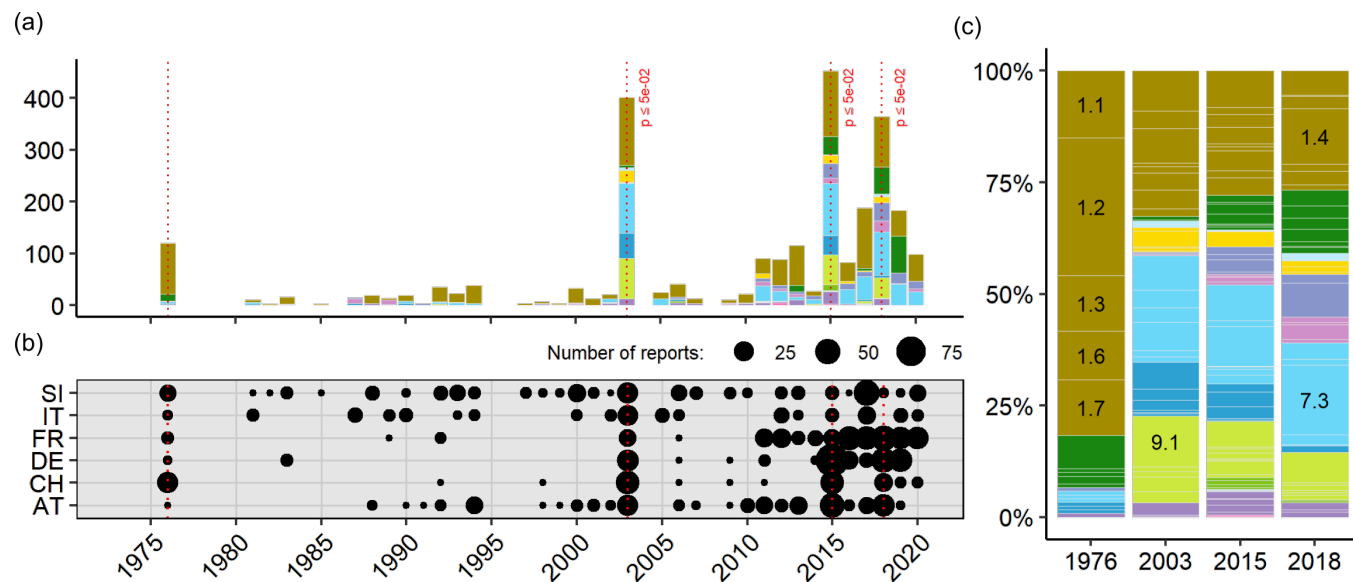 (a)
400
300
200
100
0
p ≤ 5e-02
p ≤ 5e-02
p ≤ 5e-02
(b)
Number of reports: 25 50 75
SI
IT
FR
DE
CH
AT
1975 1980 1985 1990 1995 2000 2005 2010 2015 2020
(c)
100%
75%
50%
25%
0%
1.1
1.2
1.3
1.6
1.7
9.1
1.4
7.3
1976 2003 2015 2018